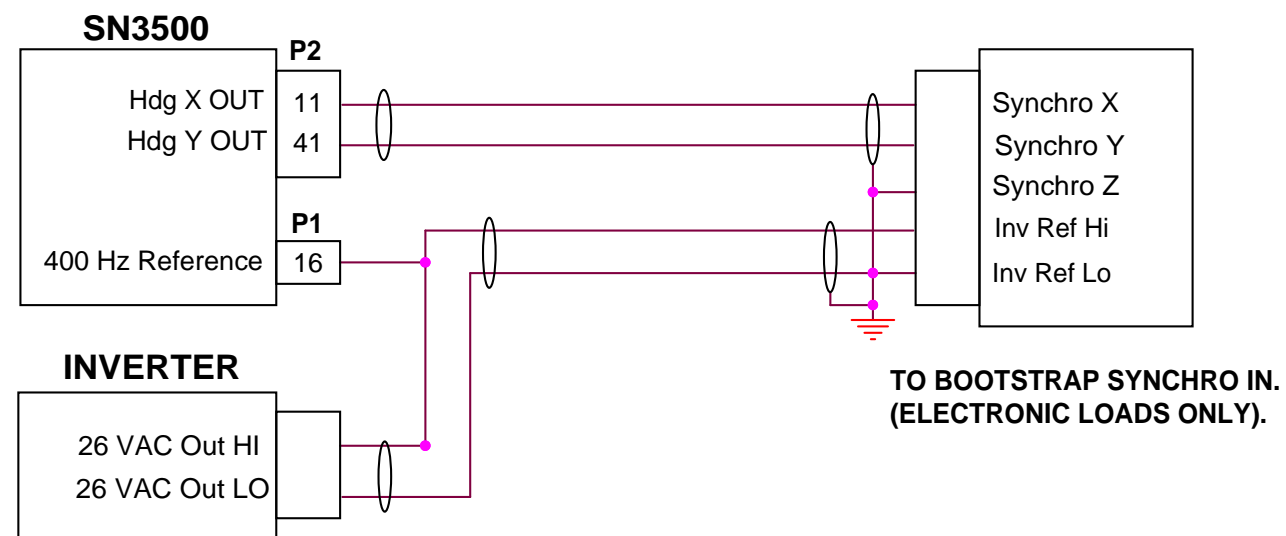 SN3500
P2
Hdg X OUT 11
Hdg Y OUT 41
P1
400 Hz Reference 16
Synchro X
Synchro Y
Synchro Z
Inv Ref Hi
Inv Ref Lo
INVERTER
26 VAC Out HI
26 VAC Out LO
TO BOOTSTRAP SYNCHRO IN.
(ELECTRONIC LOADS ONLY).